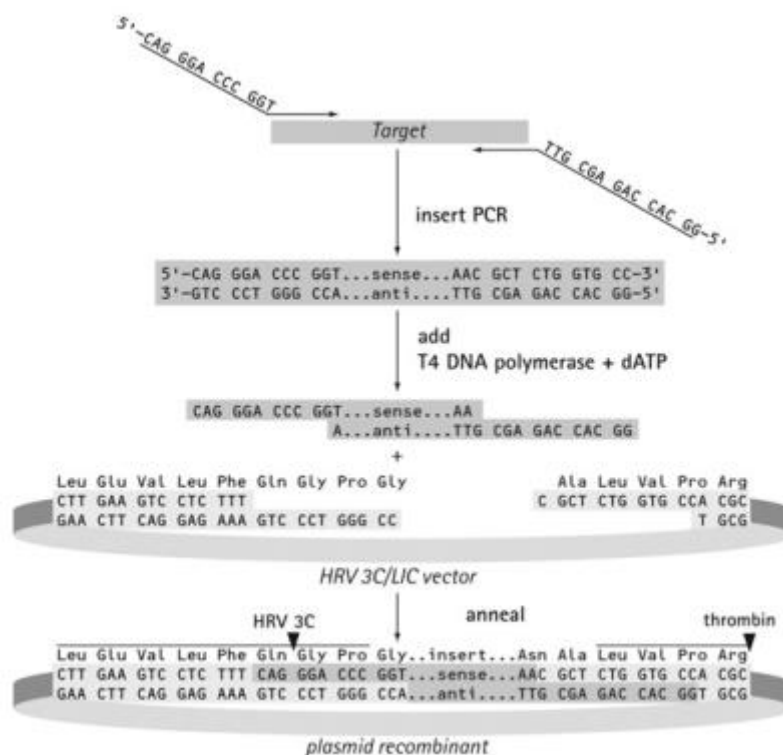 5'-CAG GGA CCC GGT
Target
TTG CGA GAC CAC GG-5'
insert PCR
5'-CAG GGA CCC GGT...sense...AAC GCT CTG GTG CC-3'
3'-GTC CCT GGG CCA...anti....TTG CGA GAC CAC GG-5'
add
T4 DNA polymerase + dATP
CAG GGA CCC GGT...sense...AA
A...anti....TTG CGA GAC CAC GG
+
Leu Glu Val Leu Phe Gln Gly Pro Gly Ala Leu Val Pro Arg
CTT GAA GTC CTC TTT C GCT CTG GTG CCA CGC
GAA CTT CAG GAG AAA GTC CCT GGG CC T GCG
HRV 3C/LIC vector
anneal
HRV 3C thrombin
Leu Glu Val Leu Phe Gln Gly Pro Gly..insert...Asn Ala Leu Val Pro Arg
CTT GAA GTC CTC TTT CAG GGA CCC GGT...sense...AAC GCT CTG GTG CCA CGC
GAA CTT CAG GAG AAA GTC CCT GGG CCA...anti....TTG CGA GAC CAC GGT GCG
plasmid recombinant